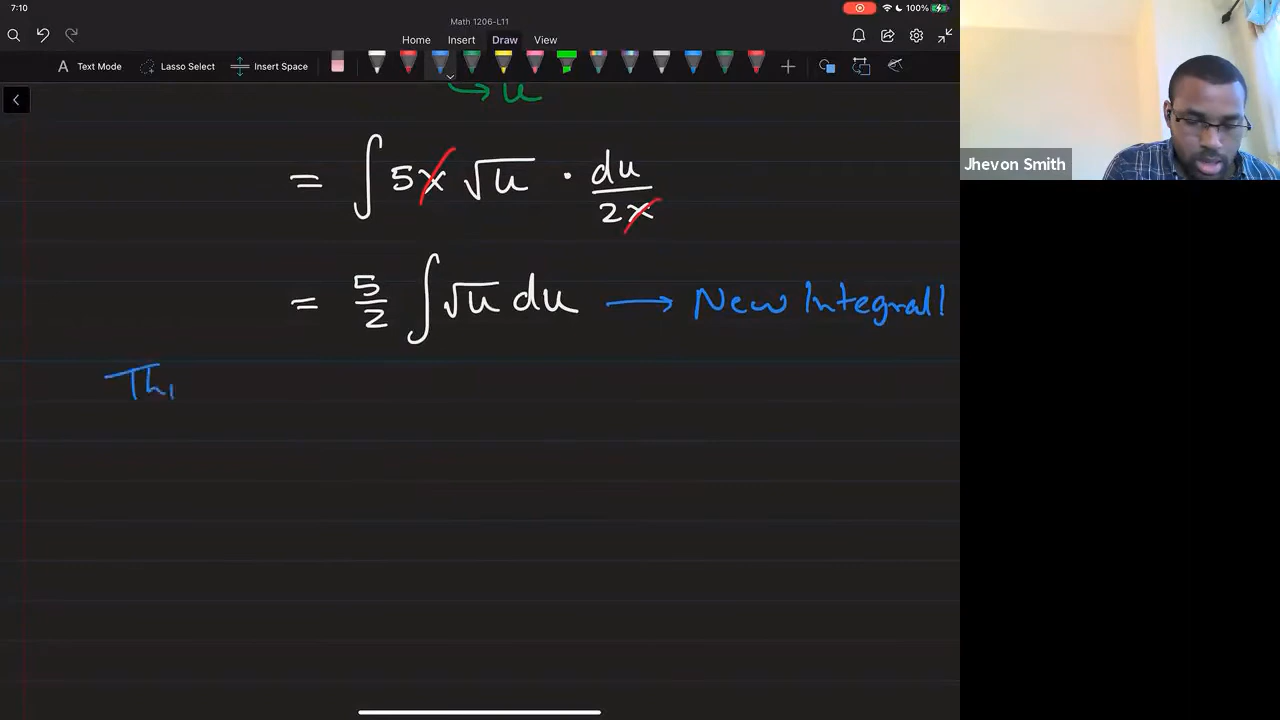 7:10
100%
Math 1206-L11
Home Insert Draw View
A Text Mode Lasso Select Insert Space
u
= ∫ 5x √u · du/2x
= 5/2 ∫ √u du → New Integral!
Thi
Jhevon Smith